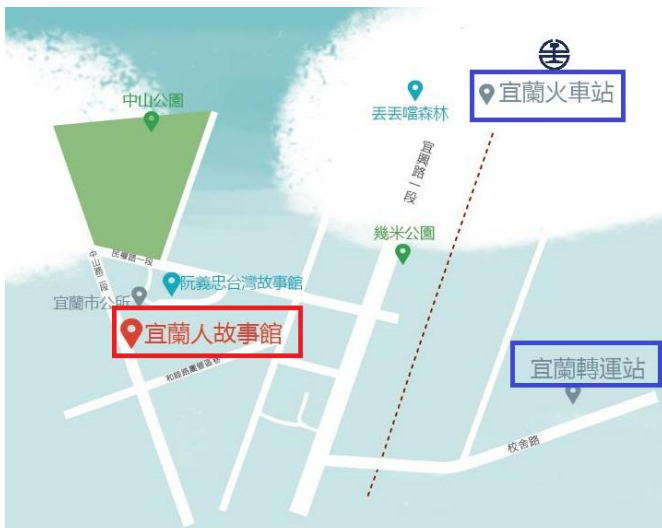 宜蘭火車站
中山公園
丟丟噹森林
宜興路一段
幾米公園
民權路一段
中山路二段
阮義忠台灣故事館
宜蘭市公所
宜蘭人故事館
宜蘭轉運站
和睦路
校舍路